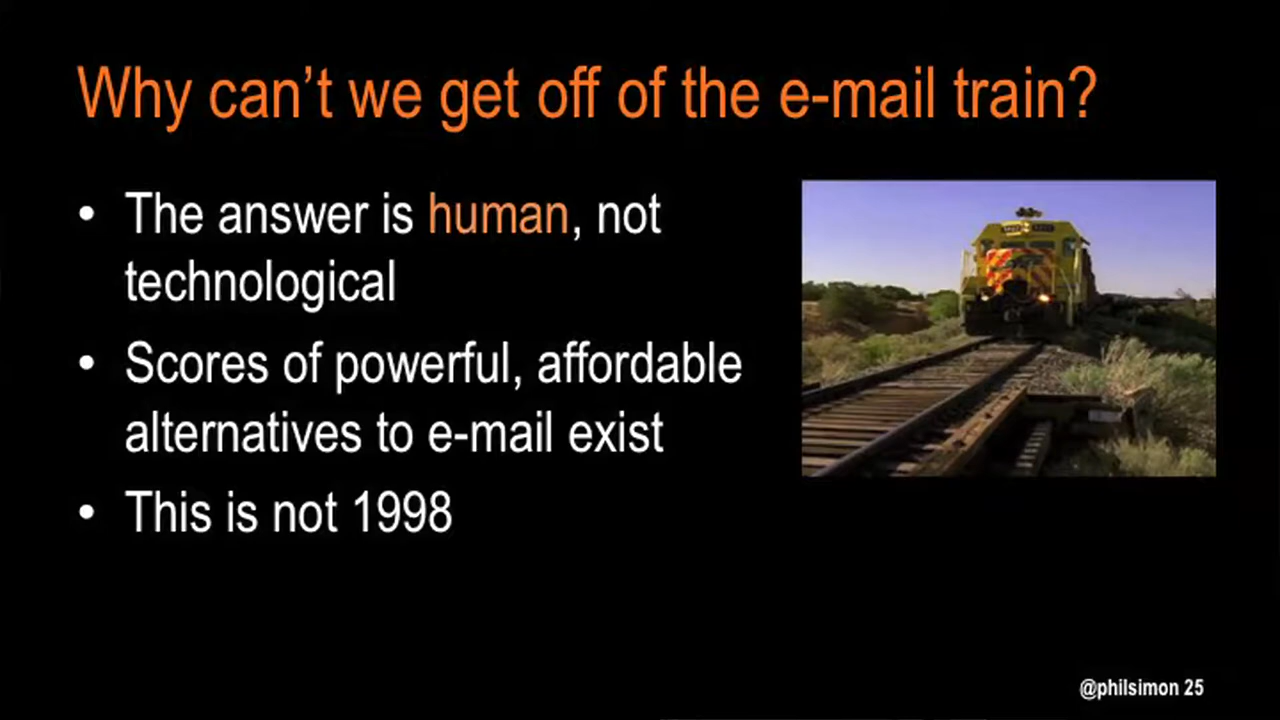 Why can't we get off of the e-mail train?
• The answer is human, not
technological
• Scores of powerful, affordable
alternatives to e-mail exist
• This is not 1998
@philsimon 25